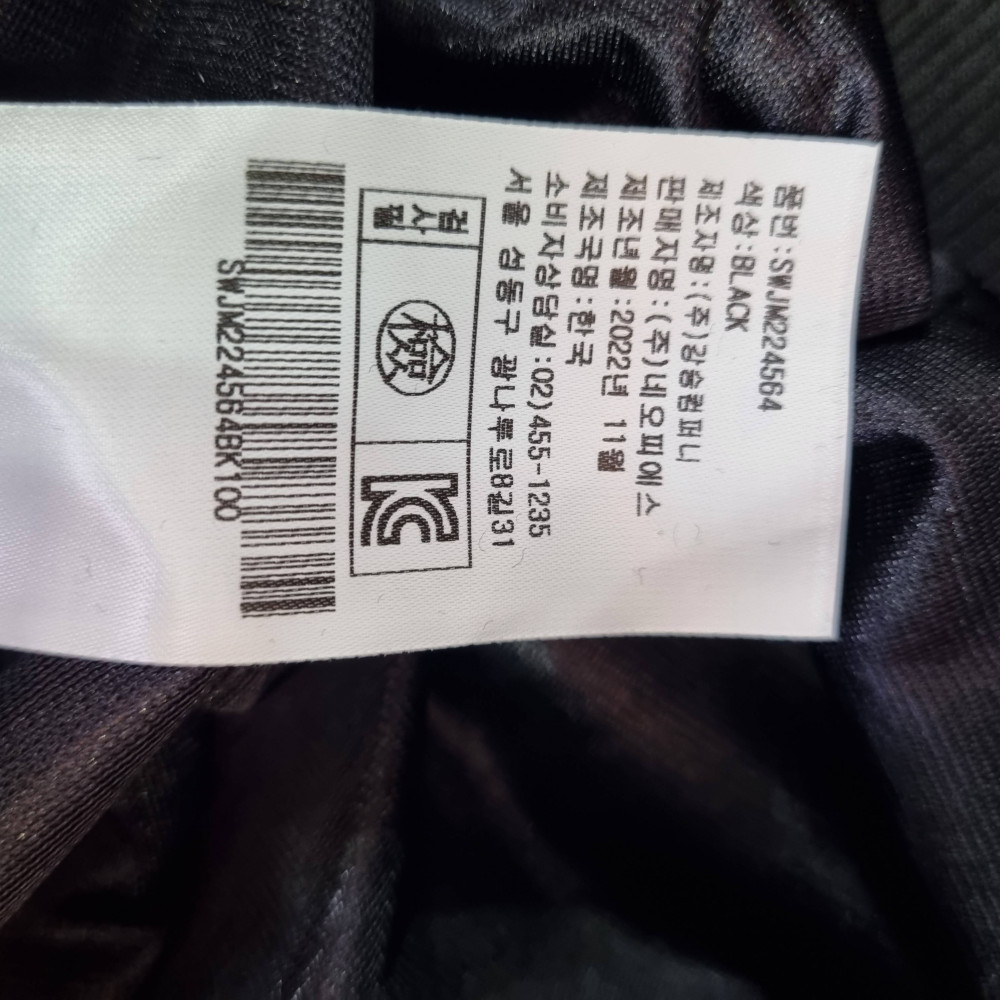 품번:SWJM224564
색상:BLACK
제조자명:(주)강승컴퍼니
판매자명:(주)네오피에스
제조년월:2022년 11월
제조국명:한국
소비자상담실:02)455-1235
서울 성동구 광나루로8길31
검사필
檢
KC
SWJM224564BK100